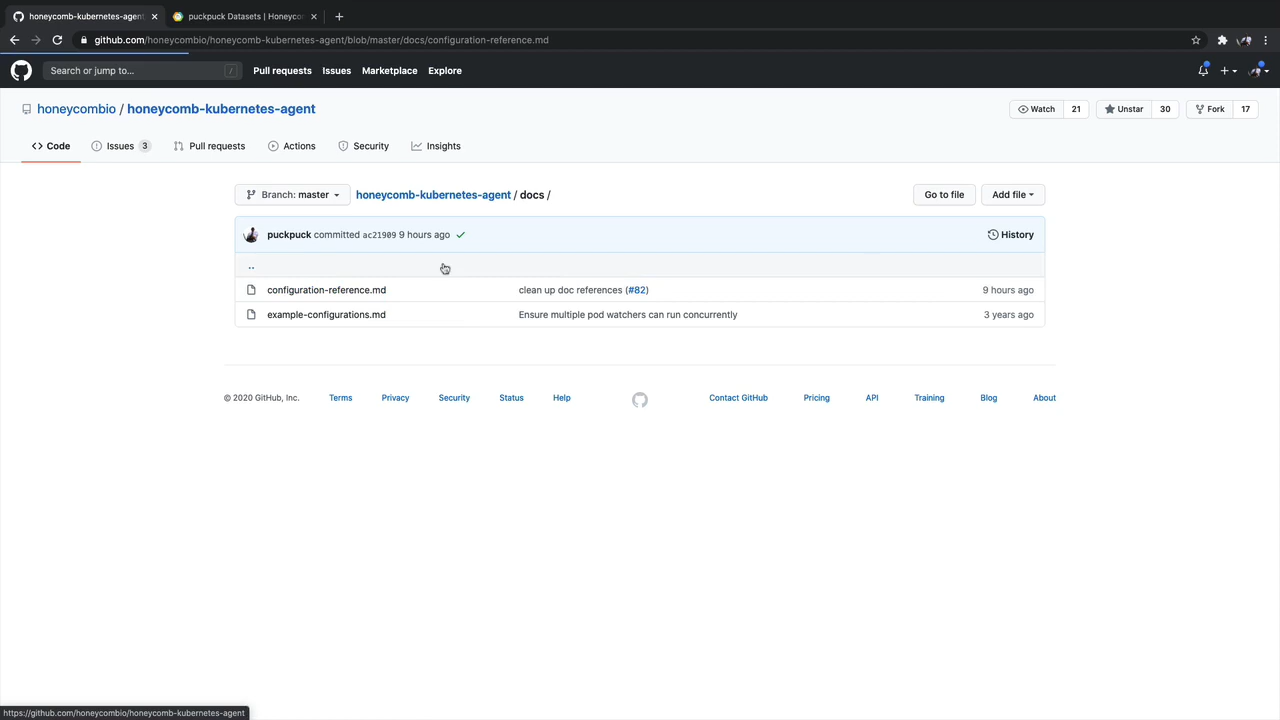 honeycomb-kubernetes-agent
puckpuck Datasets | Honeycon
github.com/honeycombio/honeycomb-kubernetes-agent/blob/master/docs/configuration-reference.md
Search or jump to...
/
Pull requests
Issues
Marketplace
Explore
honeycombio / honeycomb-kubernetes-agent
Watch 21
Unstar 30
Fork 17
Code
Issues 3
Pull requests
Actions
Security
Insights
Branch: master
honeycomb-kubernetes-agent / docs /
Go to file
Add file
puckpuck committed ac21909 9 hours ago
History
..
configuration-reference.md clean up doc references (#82) 9 hours ago
example-configurations.md Ensure multiple pod watchers can run concurrently 3 years ago
© 2020 GitHub, Inc. Terms Privacy Security Status Help Contact GitHub Pricing API Training Blog About
https://github.com/honeycombio/honeycomb-kubernetes-agent